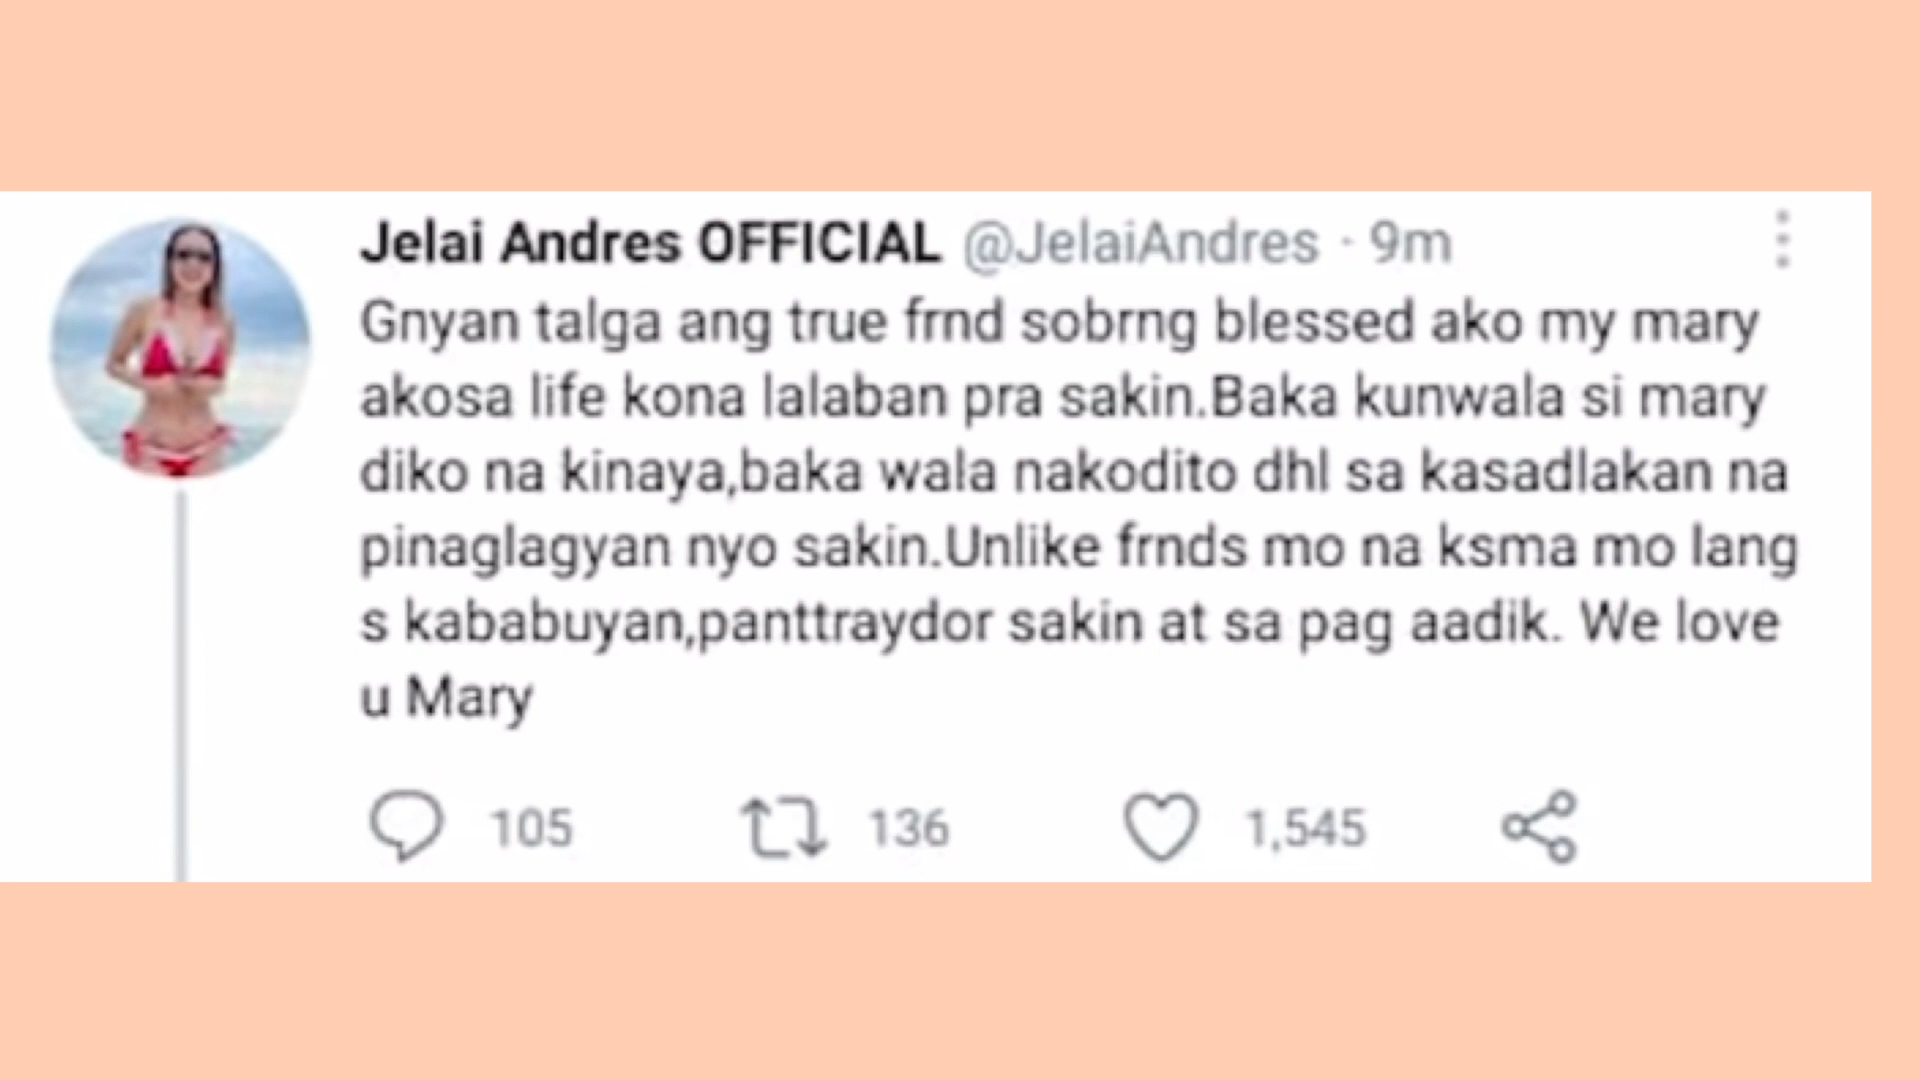 Jelai Andres OFFICIAL @JelaiAndres · 9m
Gnyan talga ang true frnd sobrng blessed ako my mary
akosa life kona lalaban pra sakin.Baka kunwala si mary
diko na kinaya,baka wala nakodito dhl sa kasadlakan na
pinaglagyan nyo sakin.Unlike frnds mo na ksma mo lang
s kababuyan,panttraydor sakin at sa pag aadik. We love
u Mary
105 136 1,545